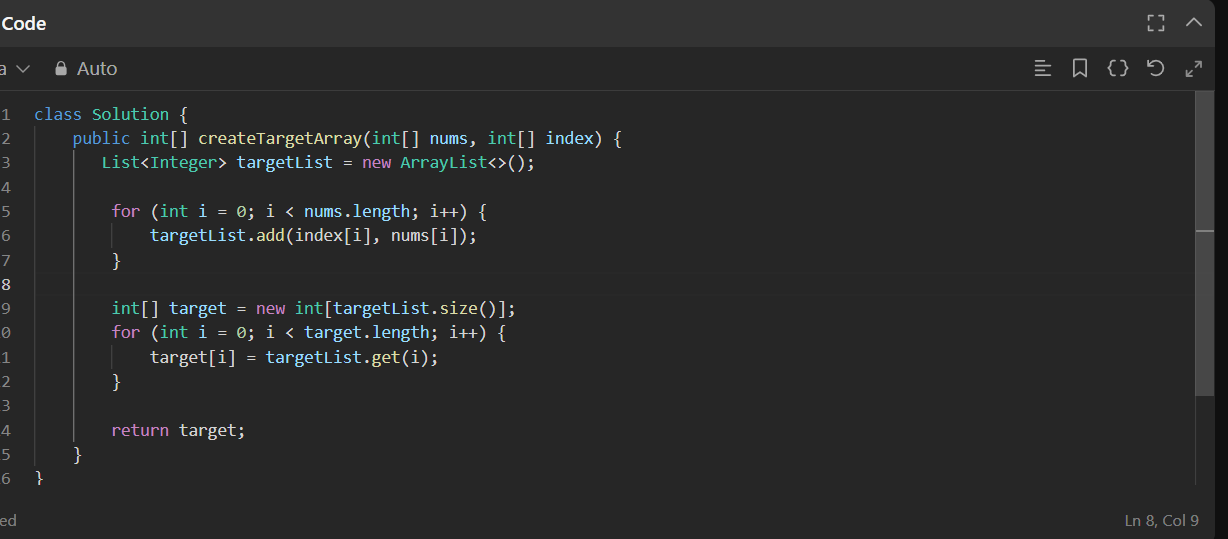 Code
a Auto
1 class Solution {
2     public int[] createTargetArray(int[] nums, int[] index) {
3        List<Integer> targetList = new ArrayList<>();
4
5         for (int i = 0; i < nums.length; i++) {
6             targetList.add(index[i], nums[i]);
7         }
8
9         int[] target = new int[targetList.size()];
0         for (int i = 0; i < target.length; i++) {
1             target[i] = targetList.get(i);
2         }
3
4         return target;
5     }
6 }
ed Ln 8, Col 9